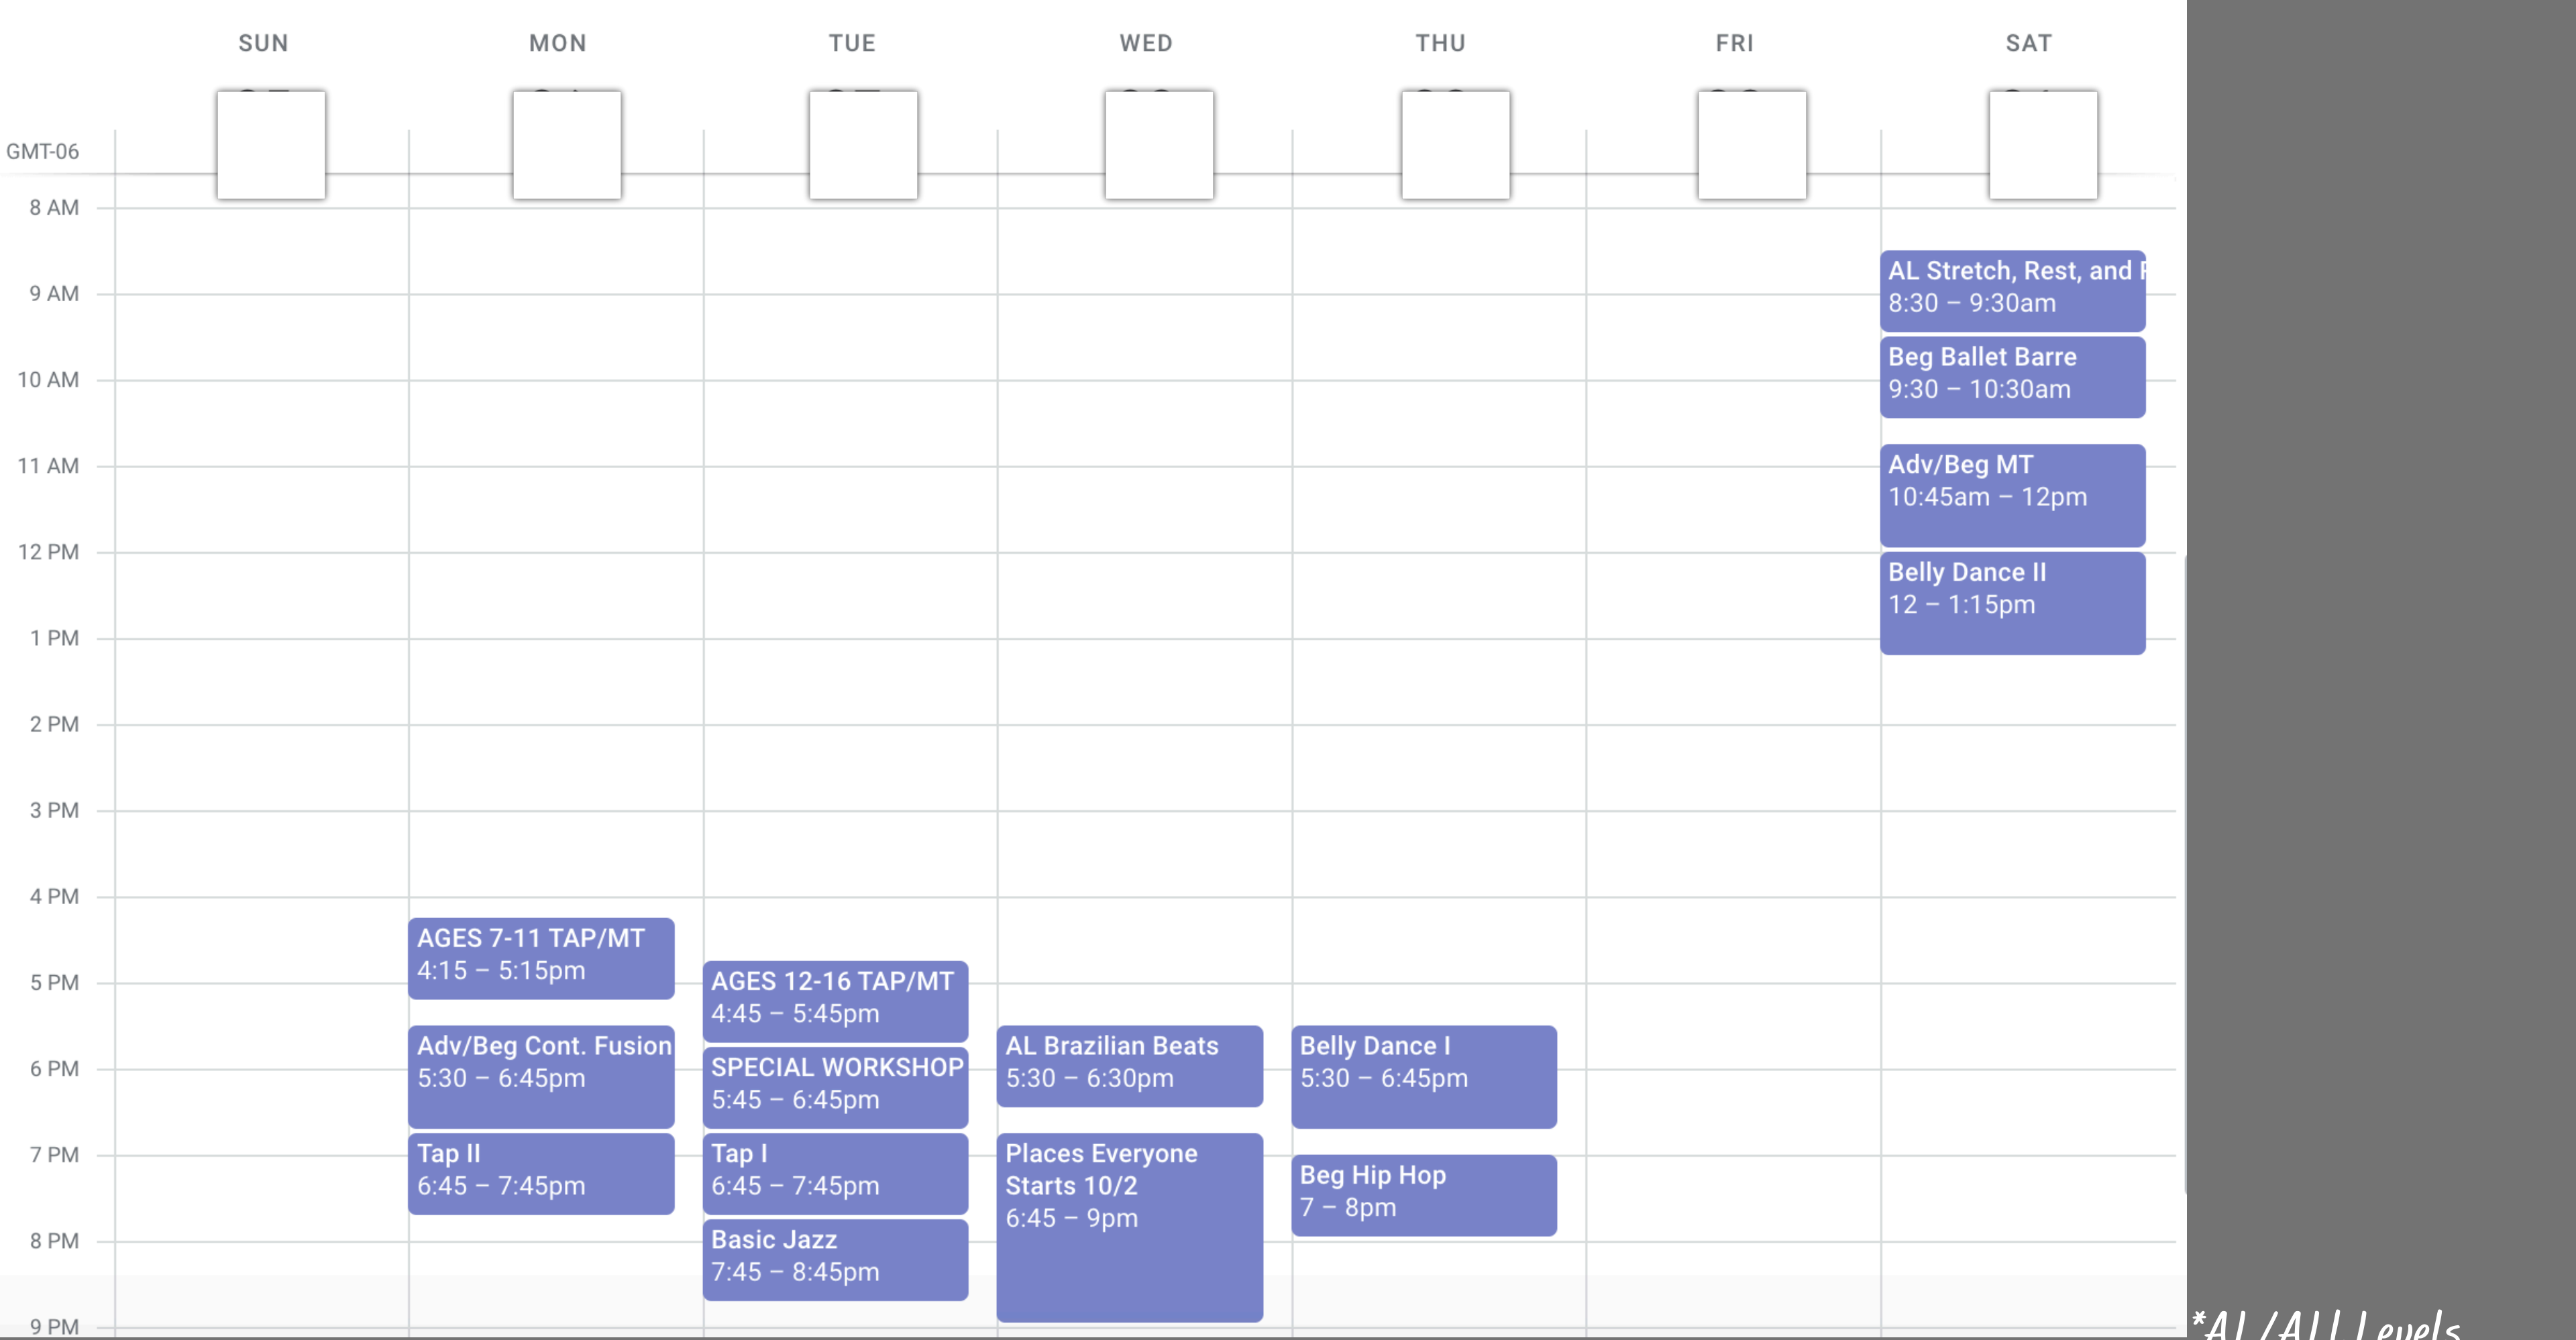 SUN MON TUE WED THU FRI SAT
GMT-06
8 AM
AL Stretch, Rest, and
8:30 – 9:30am
9 AM
Beg Ballet Barre
9:30 – 10:30am
10 AM
Adv/Beg MT
10:45am – 12pm
11 AM
12 PM
Belly Dance II
12 – 1:15pm
1 PM
2 PM
3 PM
4 PM
5 PM
6 PM
7 PM
8 PM
9 PM
AGES 7-11 TAP/MT
4:15 – 5:15pm
Adv/Beg Cont. Fusion
5:30 – 6:45pm
Tap II
6:45 – 7:45pm
AGES 12-16 TAP/MT
4:45 – 5:45pm
SPECIAL WORKSHOP
5:45 – 6:45pm
Tap I
6:45 – 7:45pm
Basic Jazz
7:45 – 8:45pm
AL Brazilian Beats
5:30 – 6:30pm
Places Everyone
Starts 10/2
6:45 – 9pm
Belly Dance I
5:30 – 6:45pm
Beg Hip Hop
7 – 8pm
*AL/All Levels